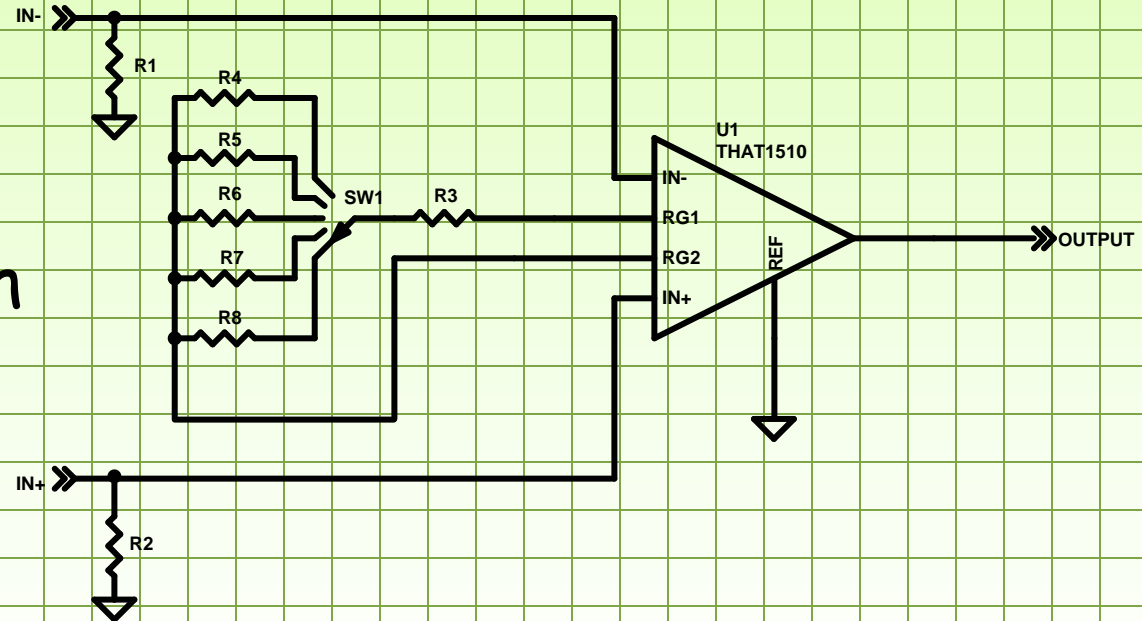 IN-
R1
R4
R5
R6
R7
R8
SW1
R3
U1
THAT1510
IN-
RG1
RG2
IN+
REF
OUTPUT
IN+
R2